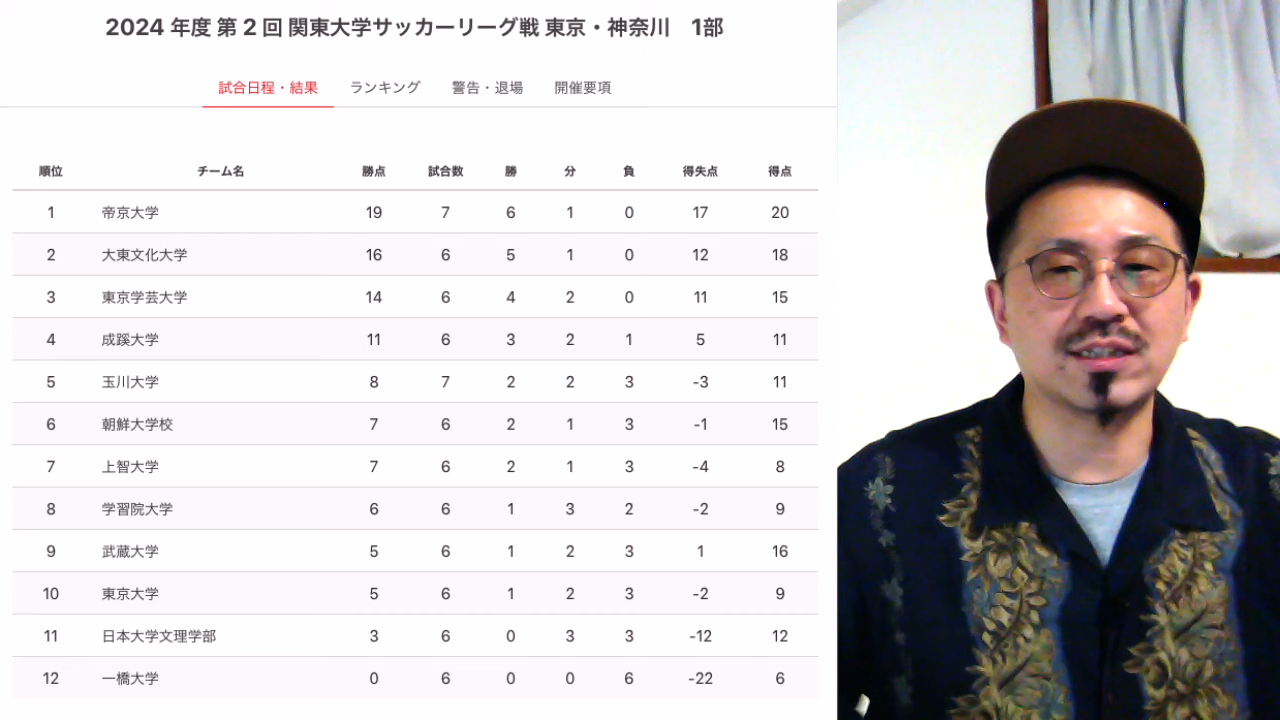 2024 年度 第 2 回 関東大学サッカーリーグ戦 東京・神奈川　1部
試合日程・結果 ランキング 警告・退場 開催要項
順位 チーム名 勝点 試合数 勝 分 負 得失点 得点
1 帝京大学 19 7 6 1 0 17 20
2 大東文化大学 16 6 5 1 0 12 18
3 東京学芸大学 14 6 4 2 0 11 15
4 成蹊大学 11 6 3 2 1 5 11
5 玉川大学 8 7 2 2 3 -3 11
6 朝鮮大学校 7 6 2 1 3 -1 15
7 上智大学 7 6 2 1 3 -4 8
8 学習院大学 6 6 1 3 2 -2 9
9 武蔵大学 5 6 1 2 3 1 16
10 東京大学 5 6 1 2 3 -2 9
11 日本大学文理学部 3 6 0 3 3 -12 12
12 一橋大学 0 6 0 0 6 -22 6